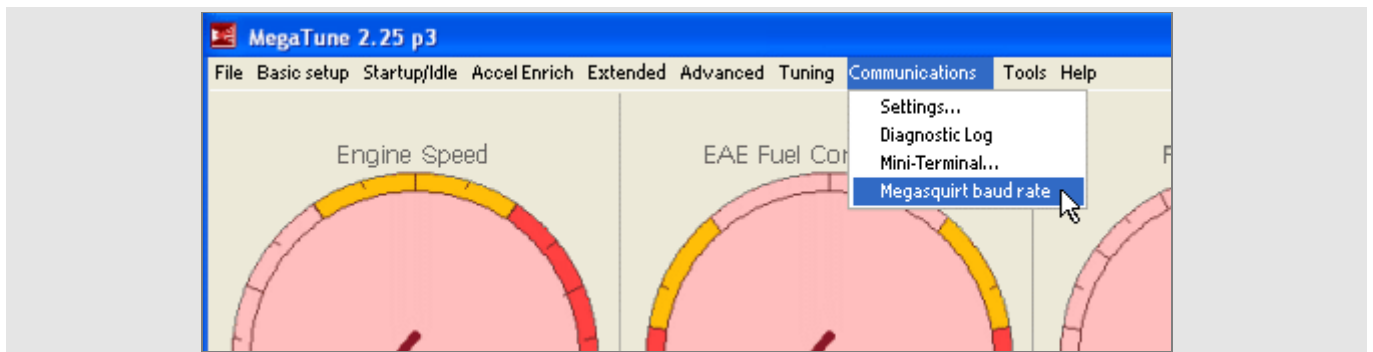 MegaTune 2.25 p3
File Basic setup Startup/Idle Accel Enrich Extended Advanced Tuning Communications Tools Help
Settings...
Diagnostic Log
Mini-Terminal...
Megasquirt baud rate
Engine Speed
EAE Fuel